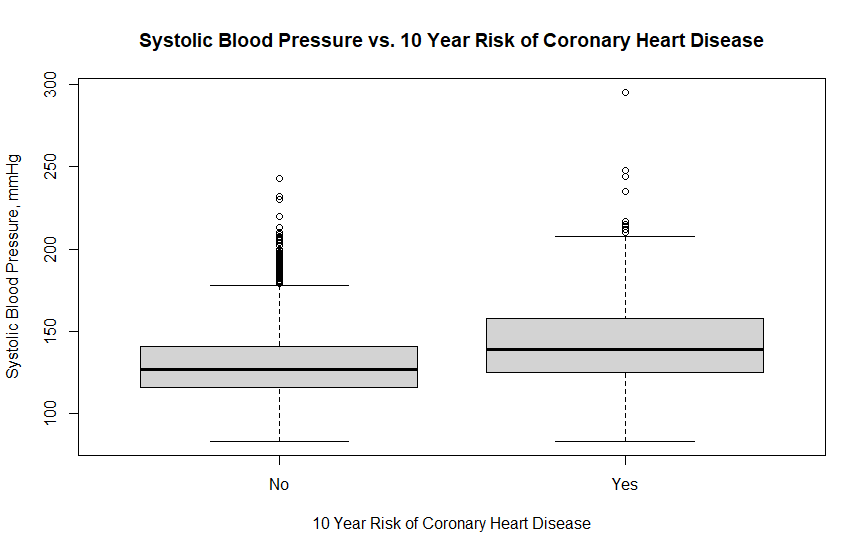 Systolic Blood Pressure vs. 10 Year Risk of Coronary Heart Disease
Systolic Blood Pressure, mmHg
300
250
200
150
100
No Yes
10 Year Risk of Coronary Heart Disease